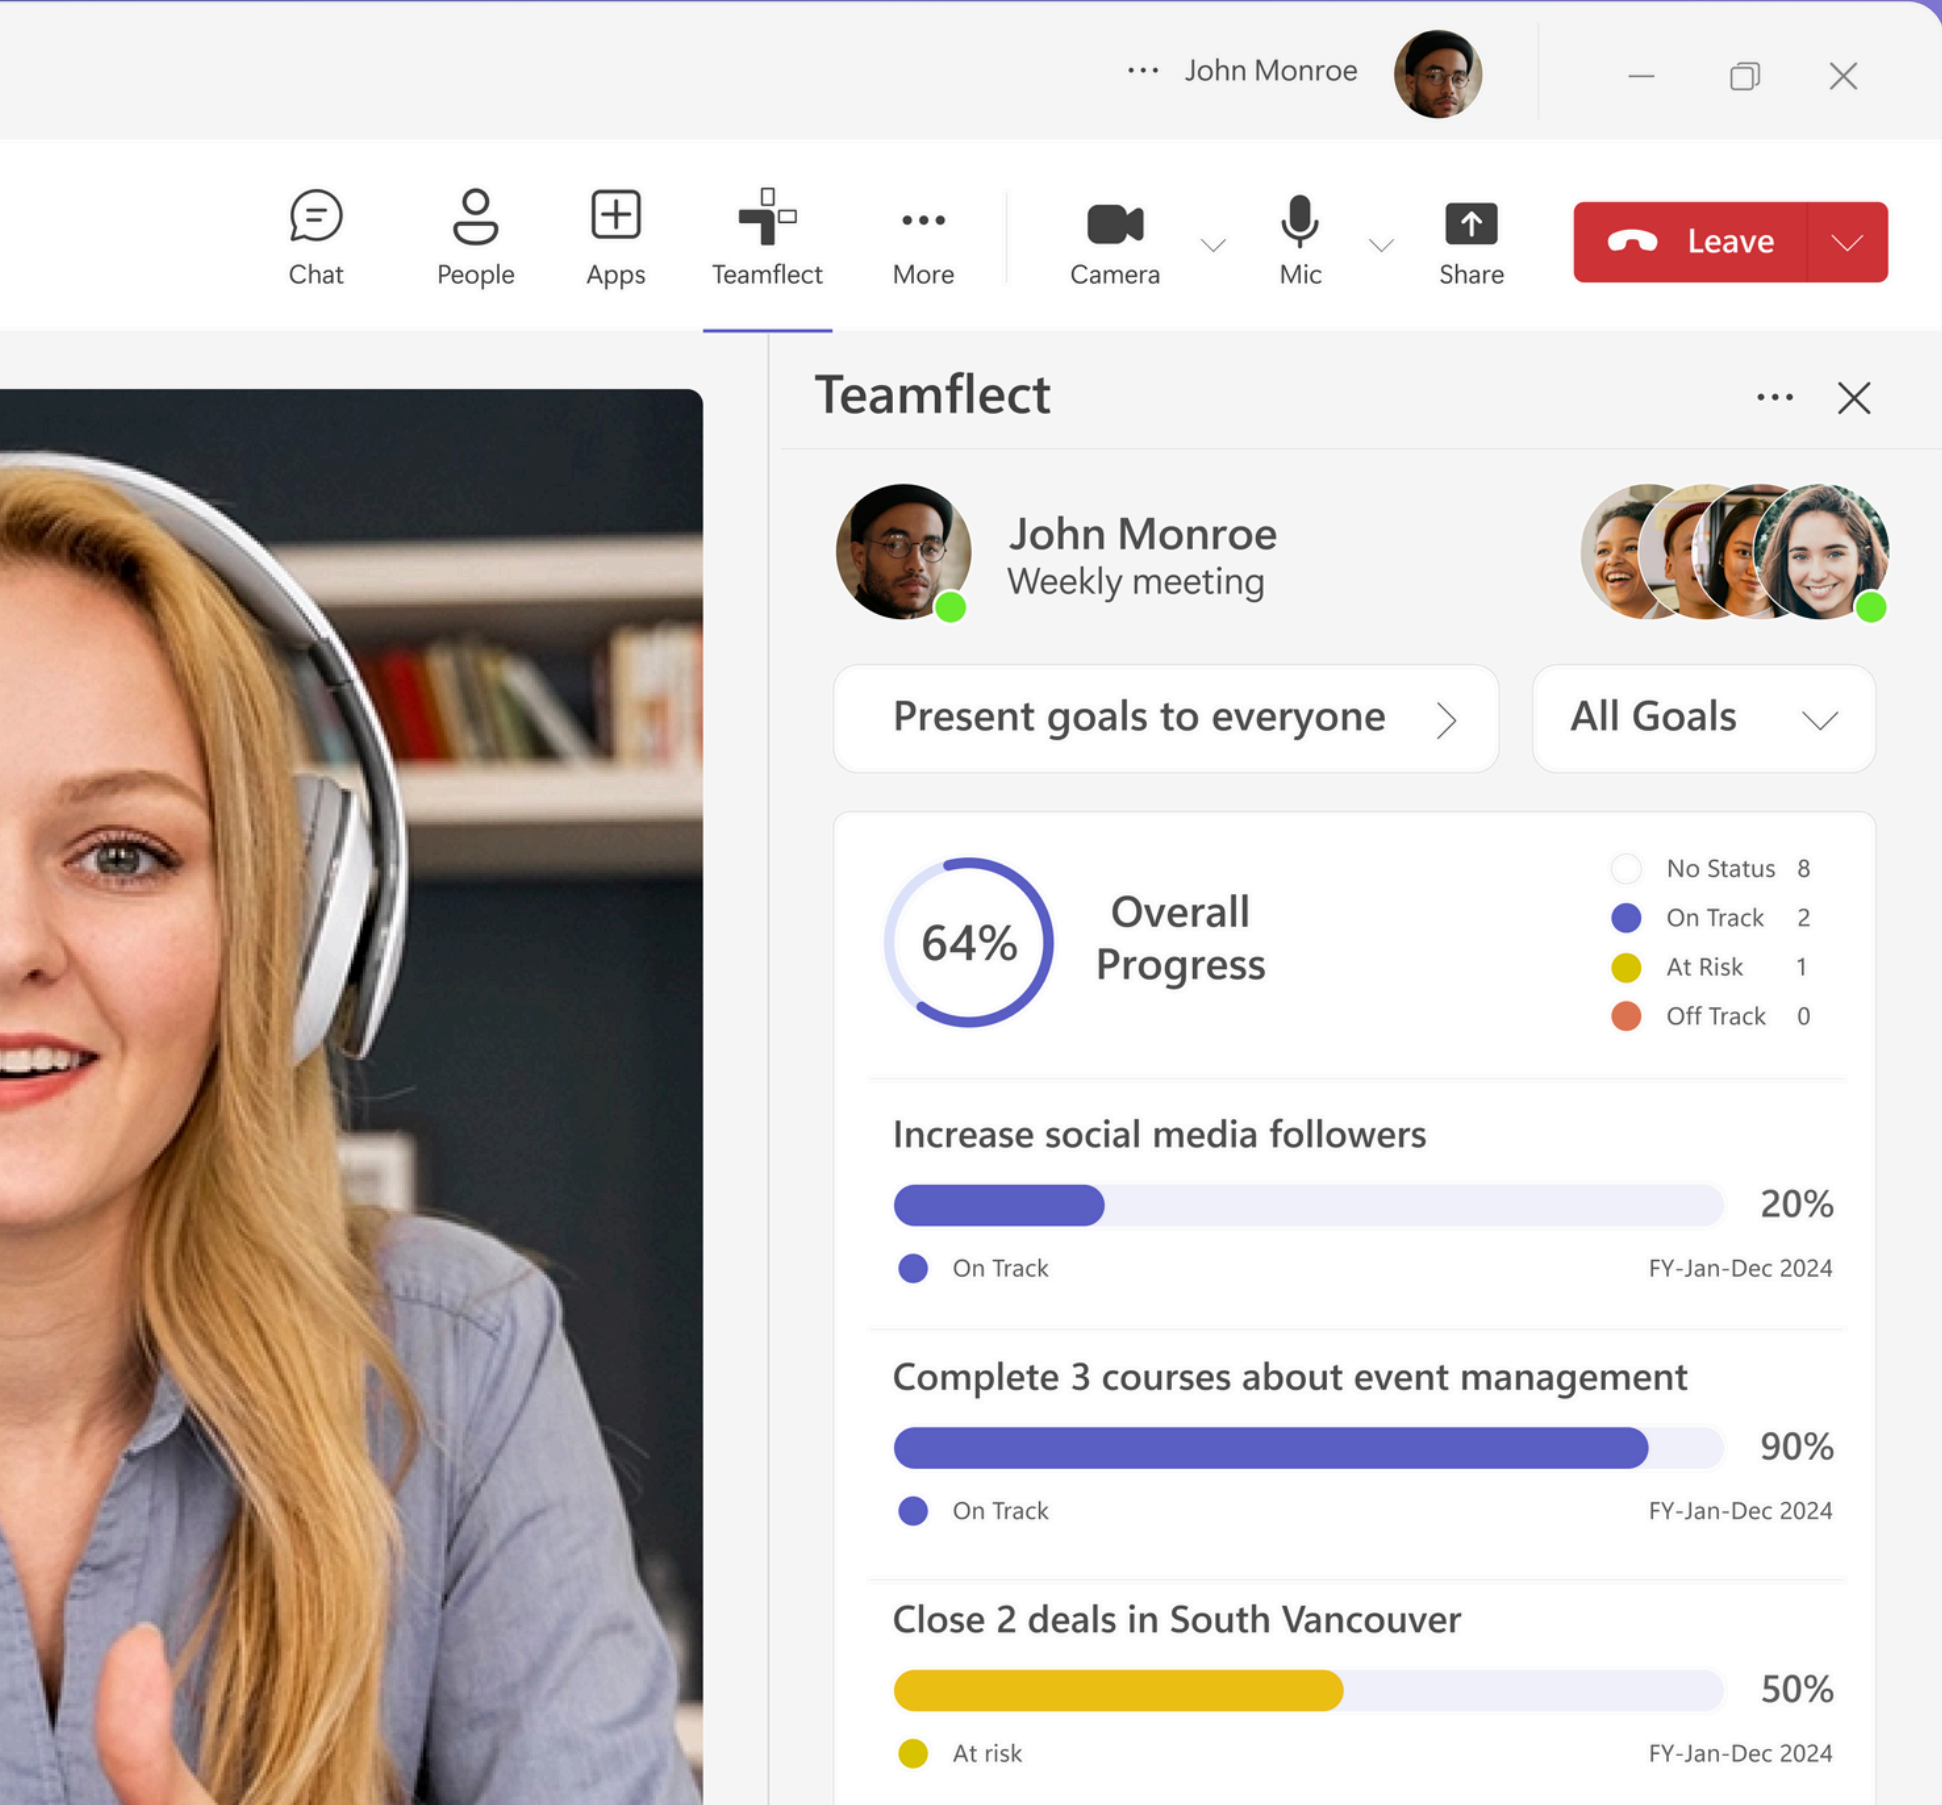 John Monroe
Chat
People
Apps
Teamflect
More
Camera
Mic
Share
Leave
Teamflect
John Monroe
Weekly meeting
Present goals to everyone
All Goals
64%
Overall
Progress
No Status 8
On Track 2
At Risk 1
Off Track 0
Increase social media followers
20%
On Track
FY-Jan-Dec 2024
Complete 3 courses about event management
90%
On Track
FY-Jan-Dec 2024
Close 2 deals in South Vancouver
50%
At risk
FY-Jan-Dec 2024